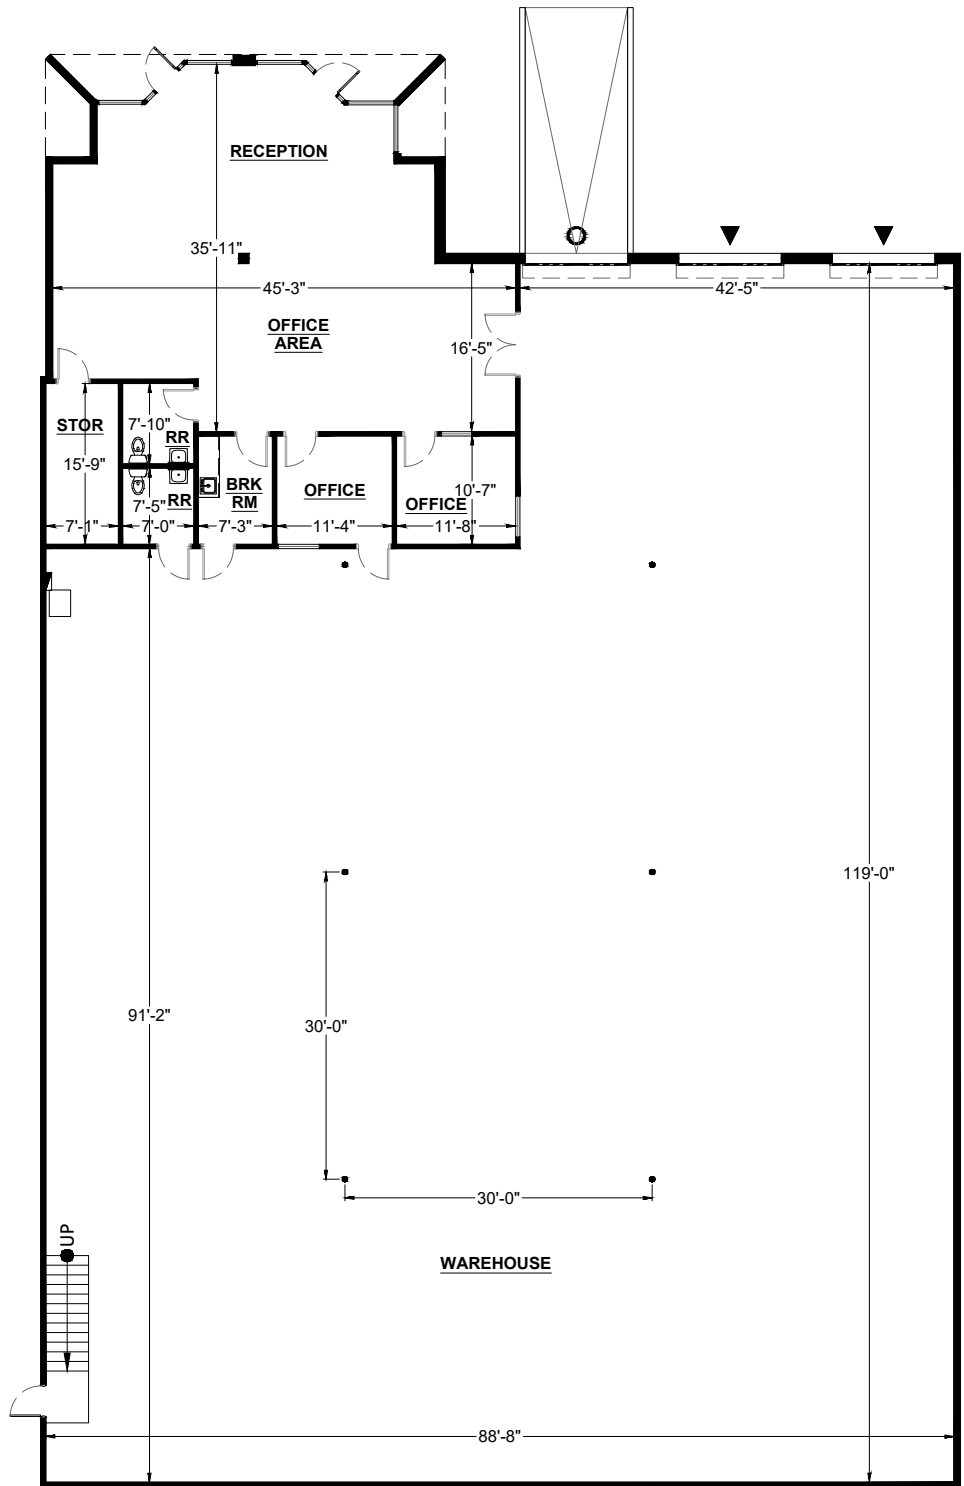 RECEPTION
35'-11"
45'-3"
42'-5"
OFFICE
AREA
16'-5"
STOR
7'-10"
RR
15'-9"
BRK
RM
OFFICE
10'-7"
OFFICE
7'-5"
RR
7'-1"
7'-0"
7'-3"
11'-4"
11'-8"
119'-0"
91'-2"
30'-0"
30'-0"
UP
WAREHOUSE
88'-8"